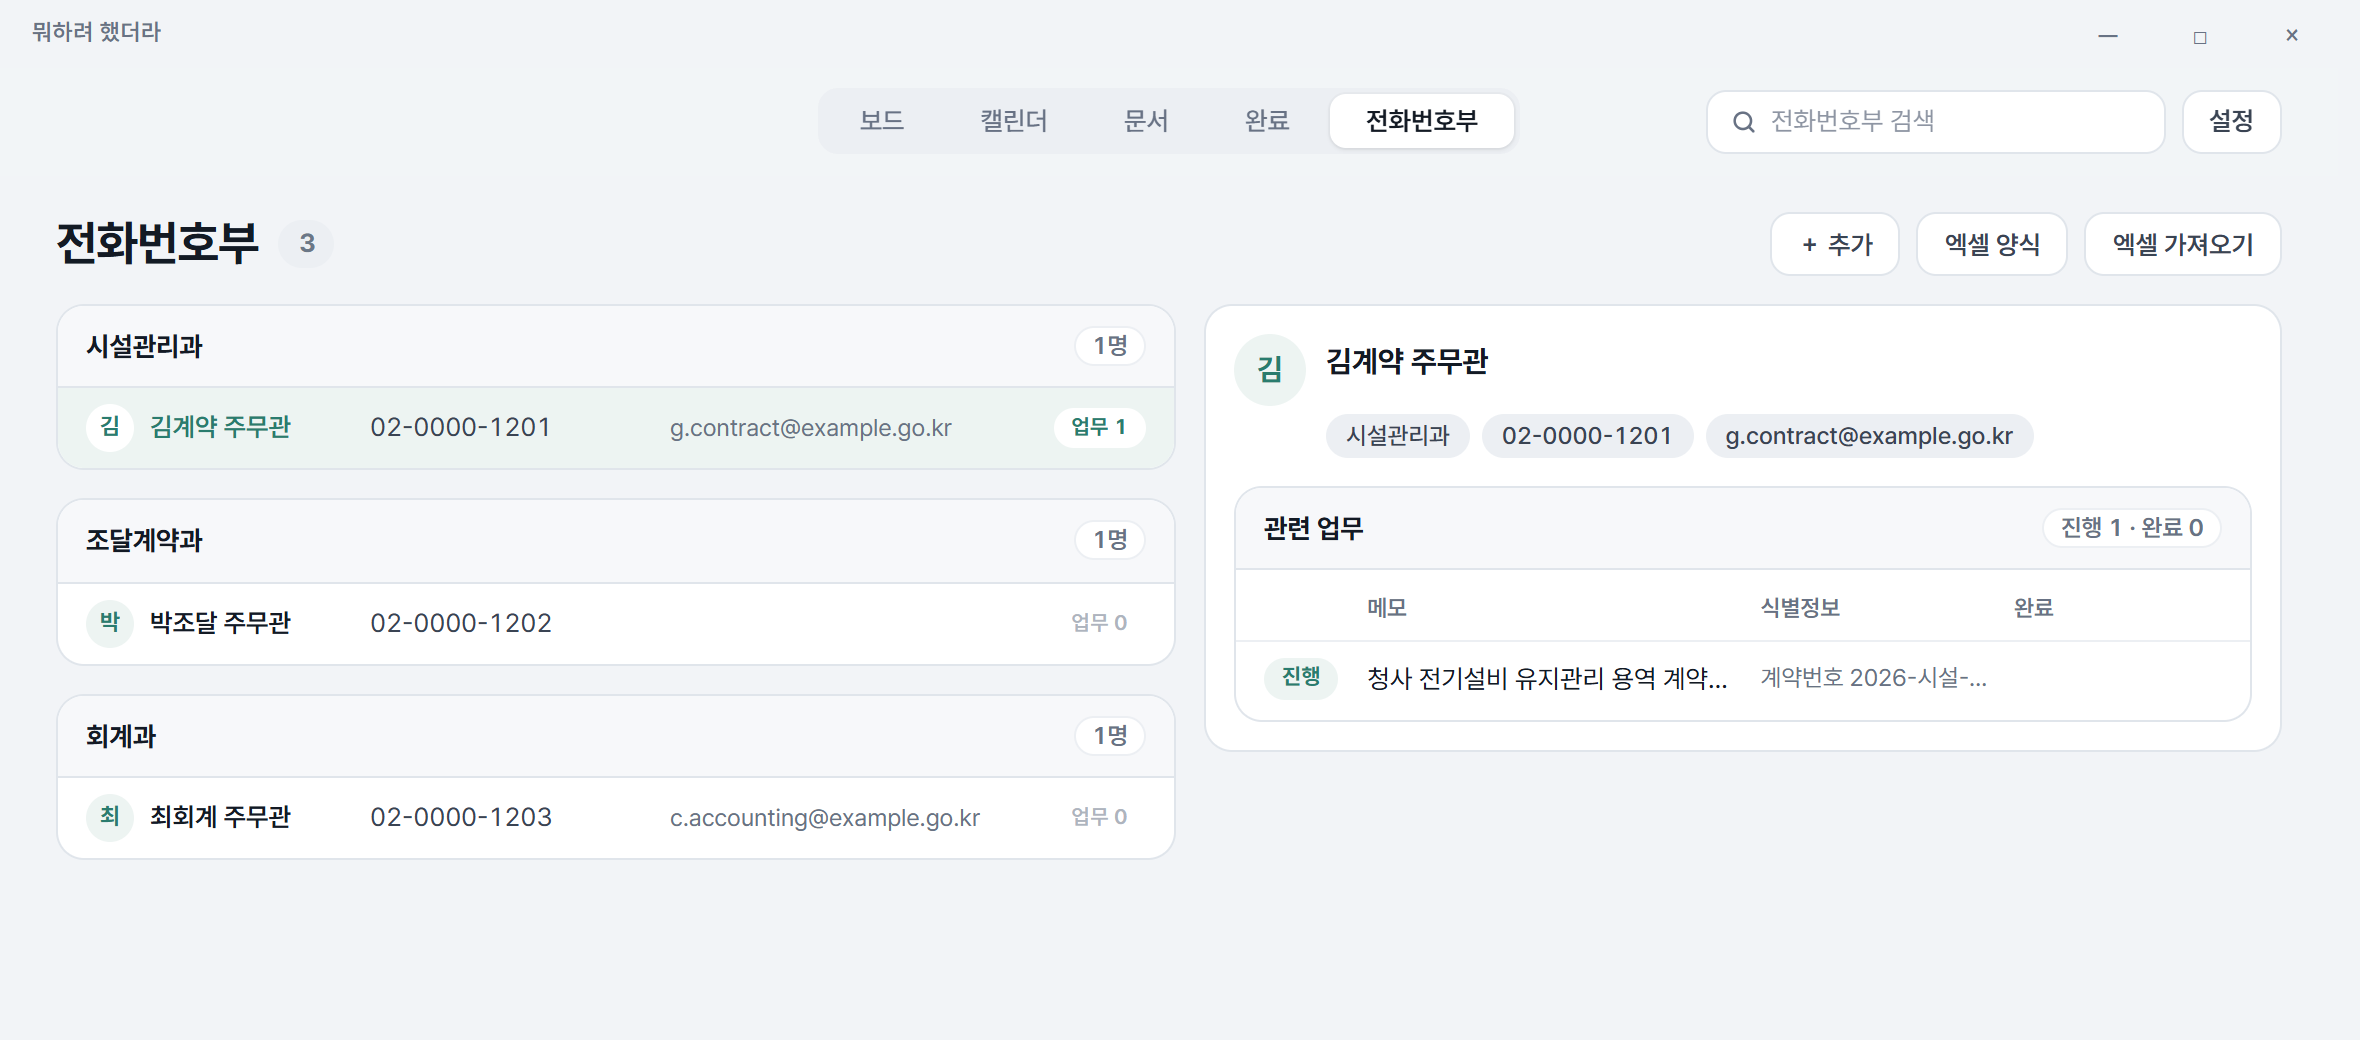 뭐하려 했더라
보드 캘린더 문서 완료 전화번호부
전화번호부 검색
설정
전화번호부 3
+ 추가 엑셀 양식 엑셀 가져오기
시설관리과 1명
김 김계약 주무관 02-0000-1201 g.contract@example.go.kr 업무 1
조달계약과 1명
박 박조달 주무관 02-0000-1202 업무 0
회계과 1명
최 최회계 주무관 02-0000-1203 c.accounting@example.go.kr 업무 0
김 김계약 주무관
시설관리과 02-0000-1201 g.contract@example.go.kr
관련 업무 진행 1 · 완료 0
메모 식별정보 완료
진행 청사 전기설비 유지관리 용역 계약... 계약번호 2026-시설-...